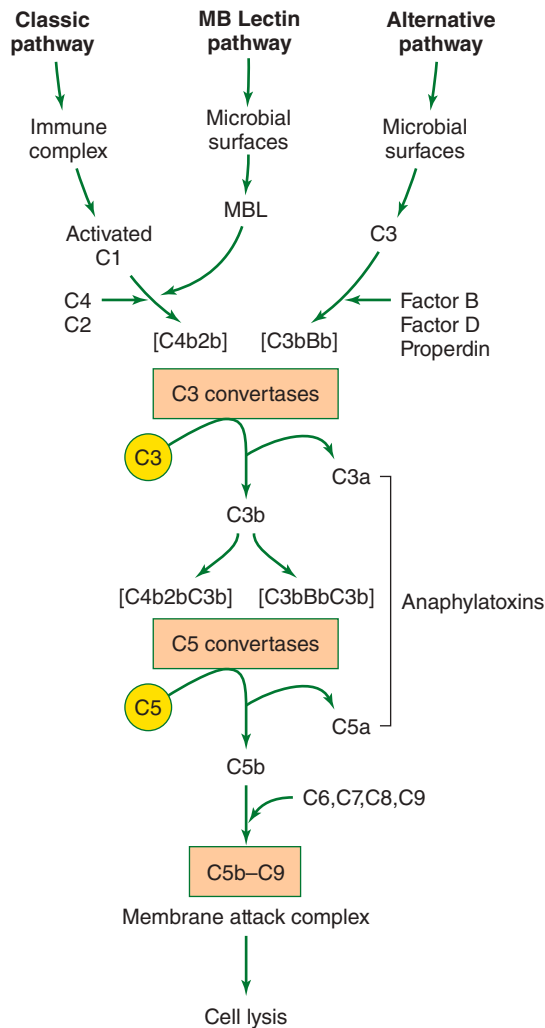 Classic
pathway
MB Lectin
pathway
Alternative
pathway
Immune
complex
Microbial
surfaces
Microbial
surfaces
MBL
Activated
C1
C3
C4
C2
Factor B
Factor D
Properdin
[C4b2b]
[C3bBb]
C3 convertases
C3
C3a
C3b
[C4b2bC3b]
[C3bBbC3b]
Anaphylatoxins
C5 convertases
C5
C5a
C5b
C6,C7,C8,C9
C5b–C9
Membrane attack complex
Cell lysis